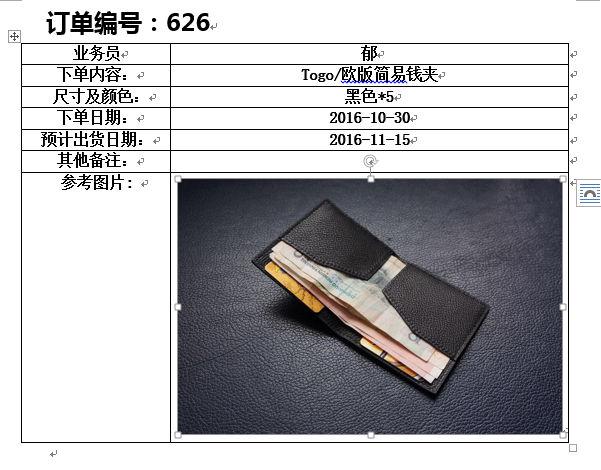 订单编号：626
业务员 郁
下单内容： Togo/欧版简易钱夹
尺寸及颜色： 黑色*5
下单日期： 2016-10-30
预计出货日期： 2016-11-15
其他备注：
参考图片：